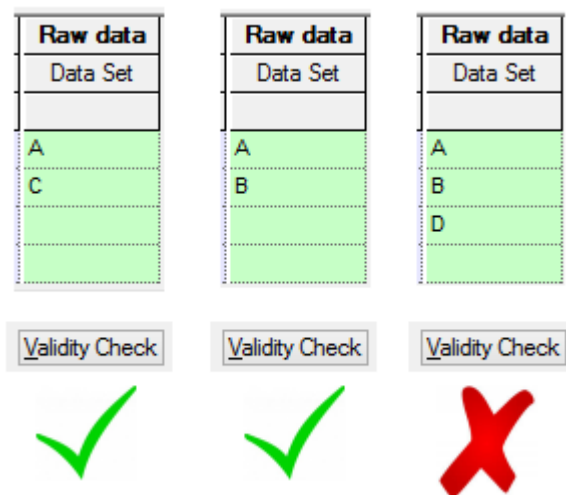 Raw data
Data Set
A
C
Validity Check
Raw data
Data Set
A
B
Validity Check
Raw data
Data Set
A
B
D
Validity Check